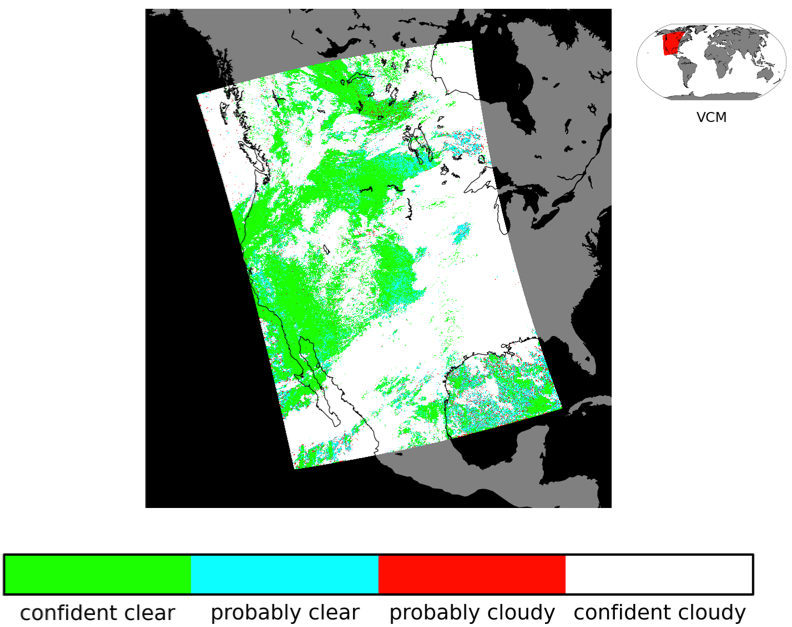 VCM
confident clear
probably clear
probably cloudy
confident cloudy